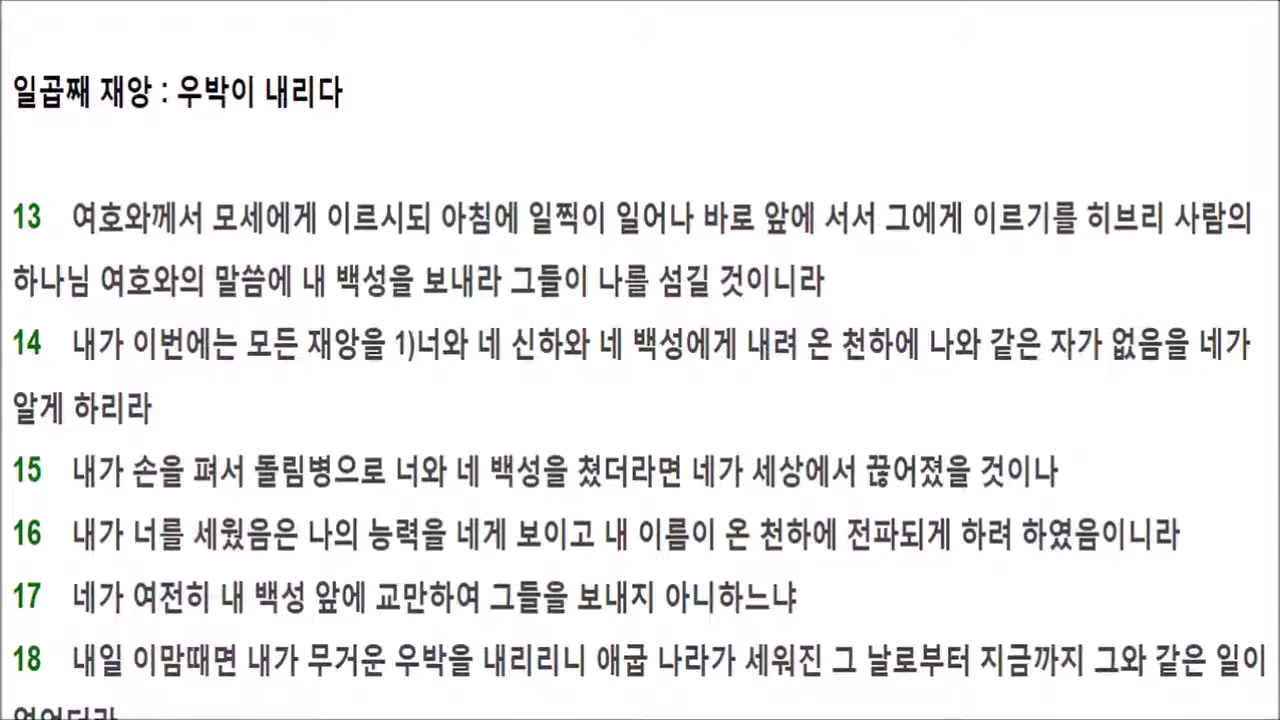 일곱째 재앙 : 우박이 내리다
13 여호와께서 모세에게 이르시되 아침에 일찍이 일어나 바로 앞에 서서 그에게 이르기를 히브리 사람의
하나님 여호와의 말씀에 내 백성을 보내라 그들이 나를 섬길 것이니라
14 내가 이번에는 모든 재앙을 1)너와 네 신하와 네 백성에게 내려 온 천하에 나와 같은 자가 없음을 네가
알게 하리라
15 내가 손을 펴서 돌림병으로 너와 네 백성을 쳤더라면 네가 세상에서 끊어졌을 것이나
16 내가 너를 세웠음은 나의 능력을 네게 보이고 내 이름이 온 천하에 전파되게 하려 하였음이니라
17 네가 여전히 내 백성 앞에 교만하여 그들을 보내지 아니하느냐
18 내일 이맘때면 내가 무거운 우박을 내리리니 애굽 나라가 세워진 그 날로부터 지금까지 그와 같은 일이